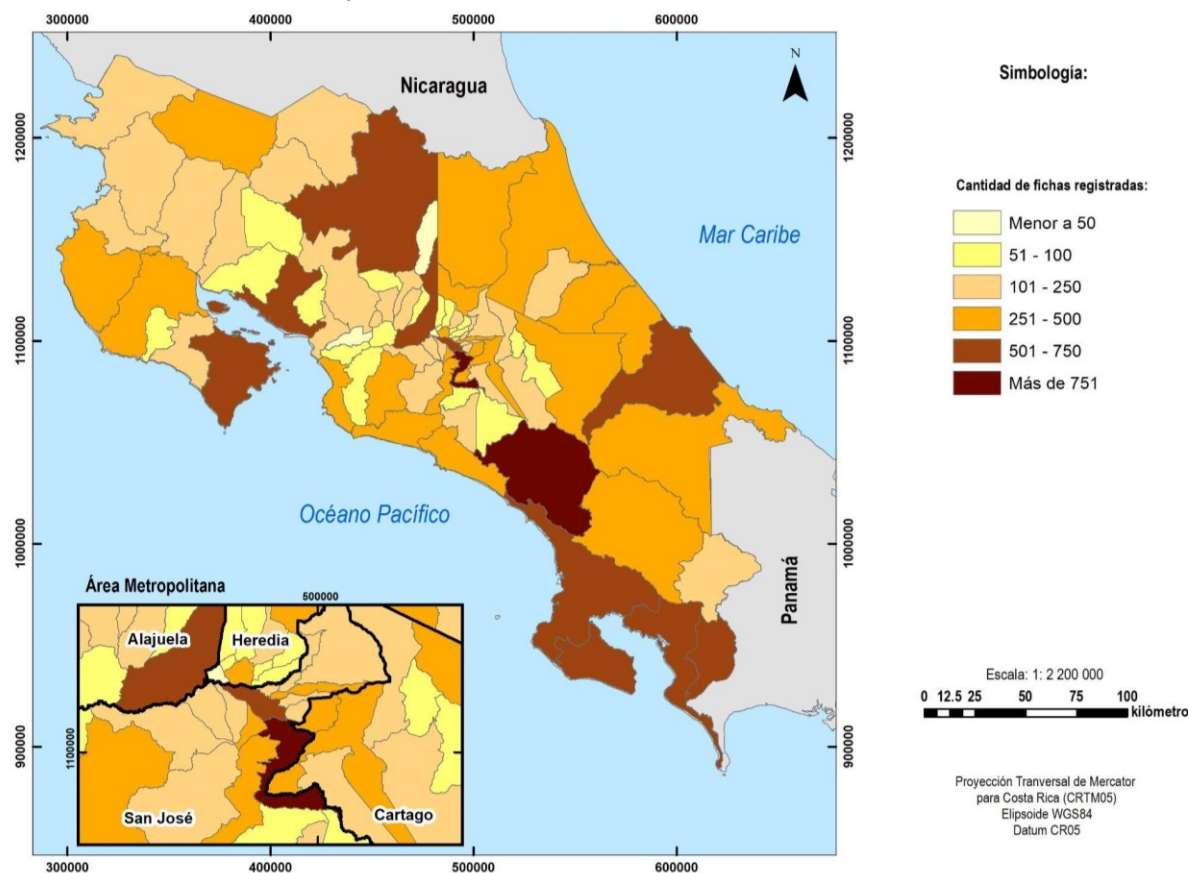 300000 400000 500000 600000
Nicaragua
N
Simbología:
1200000
1200000
Cantidad de fichas registradas:
Menor a 50
51 - 100
101 - 250
251 - 500
501 - 750
Más de 751
Mar Caribe
1100000
1100000
Océano Pacífico
1000000
1000000
Panamá
Área Metropolitana
500000
Alajuela
Heredia
1100000
San José
Cartago
900000
900000
Escala: 1: 2 200 000
0 12.5 25 50 75 100
kilómetro
Proyección Tranversal de Mercator
para Costa Rica (CRTM05)
Elipsoide WGS84
Datum CR05
300000 400000 500000 600000